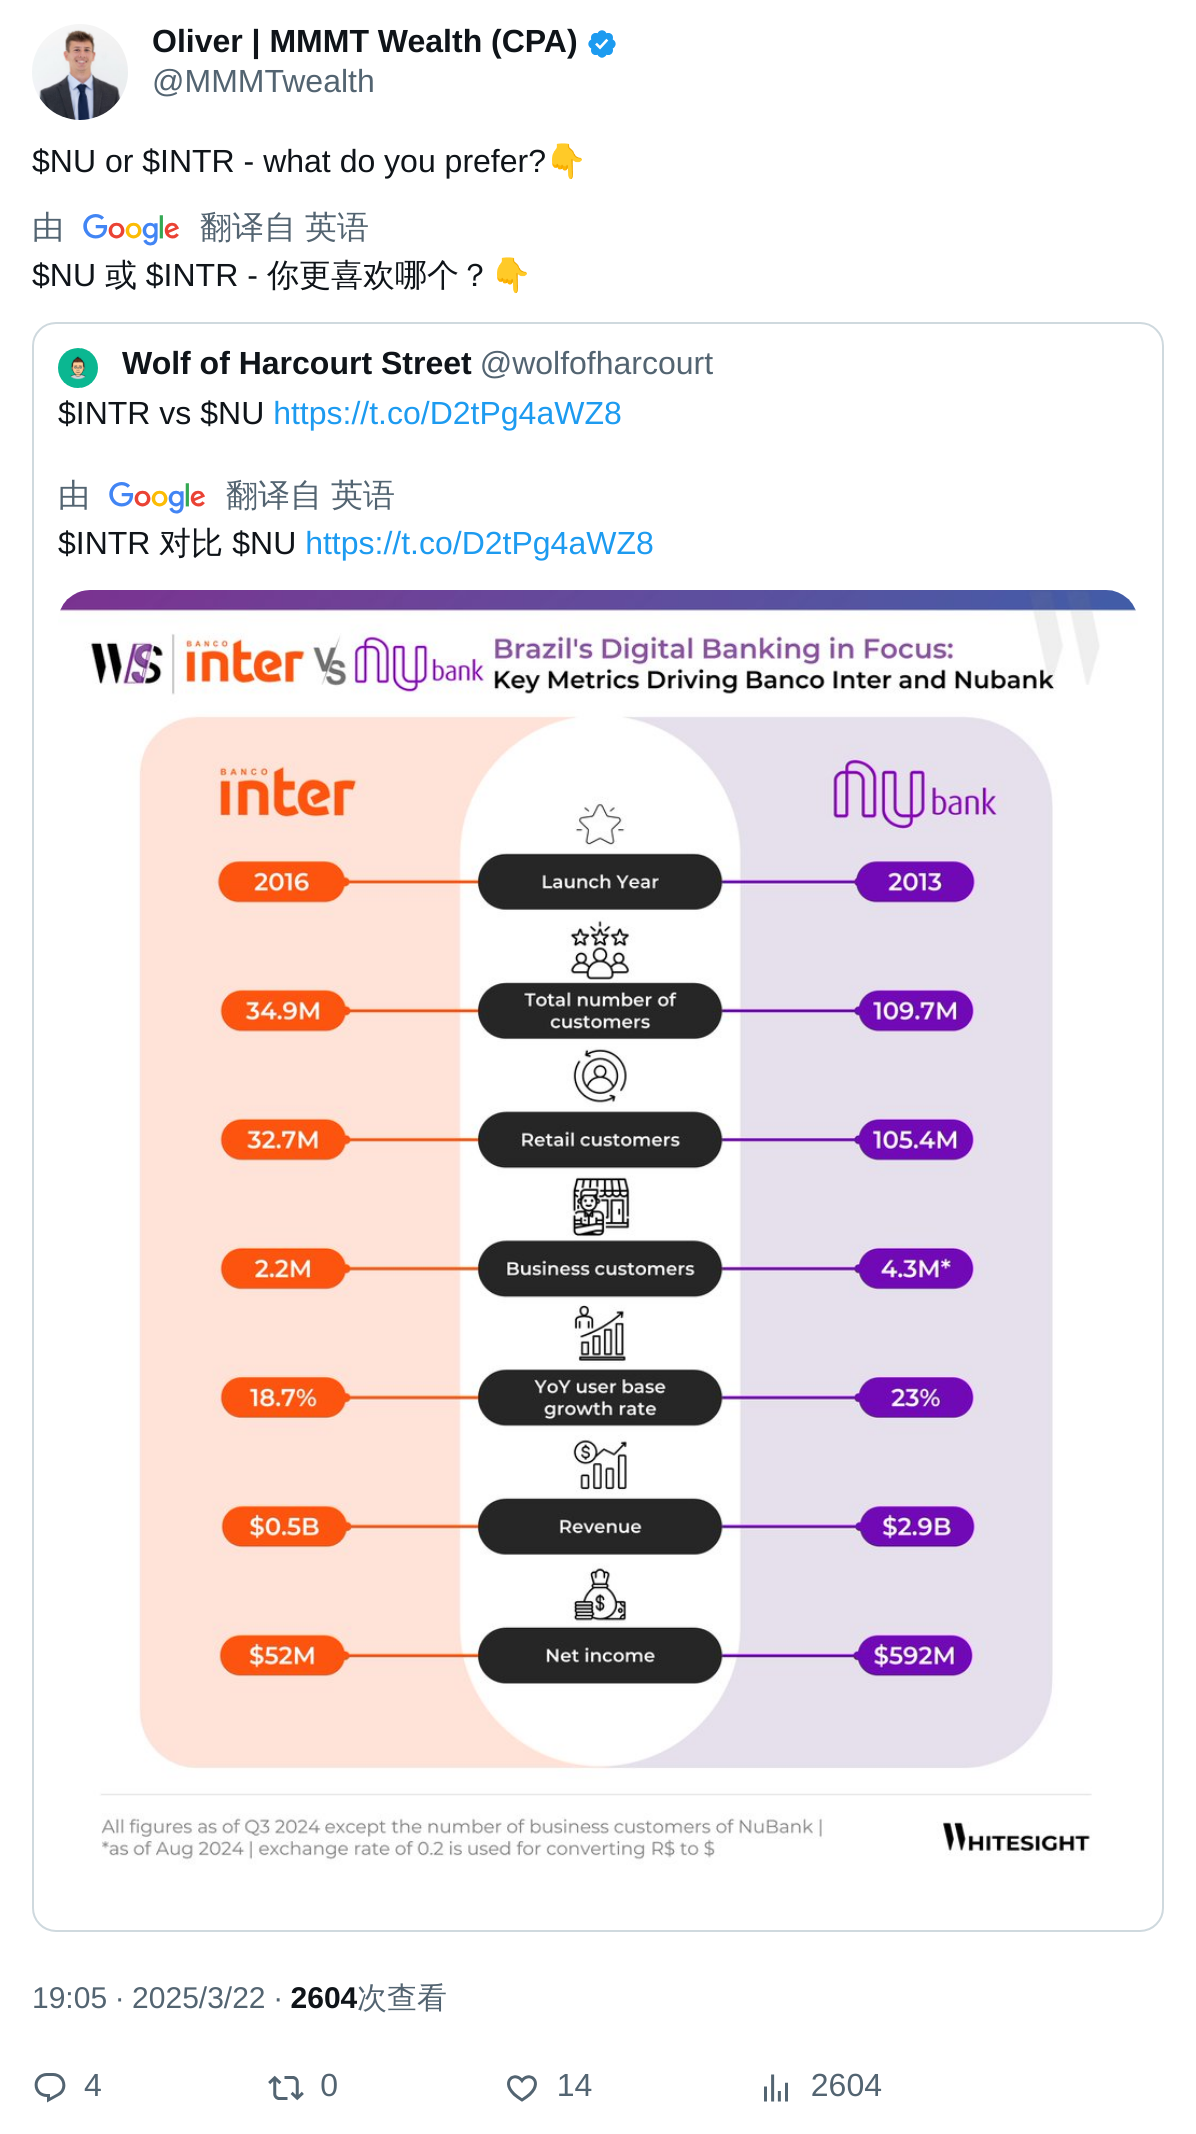 Oliver | MMMT Wealth (CPA)
@MMMTwealth
$NU or $INTR - what do you prefer?👇
由 Google 翻译自 英语
$NU 或 $INTR - 你更喜欢哪个？👇
Wolf of Harcourt Street @wolfofharcourt
$INTR vs $NU https://t.co/D2tPg4aWZ8
由 Google 翻译自 英语
$INTR 对比 $NU https://t.co/D2tPg4aWZ8
WS BANCO inter VS NU bank Brazil's Digital Banking in Focus:
Key Metrics Driving Banco Inter and Nubank
BANCO
inter
NU bank
2016 Launch Year 2013
34.9M Total number of
customers 109.7M
32.7M Retail customers 105.4M
2.2M Business customers 4.3M*
18.7% YoY user base
growth rate 23%
$0.5B Revenue $2.9B
$52M Net income $592M
All figures as of Q3 2024 except the number of business customers of NuBank |
*as of Aug 2024 | exchange rate of 0.2 is used for converting R$ to $
WHITESIGHT
19:05 · 2025/3/22 · 2604次查看
4 0 14 2604